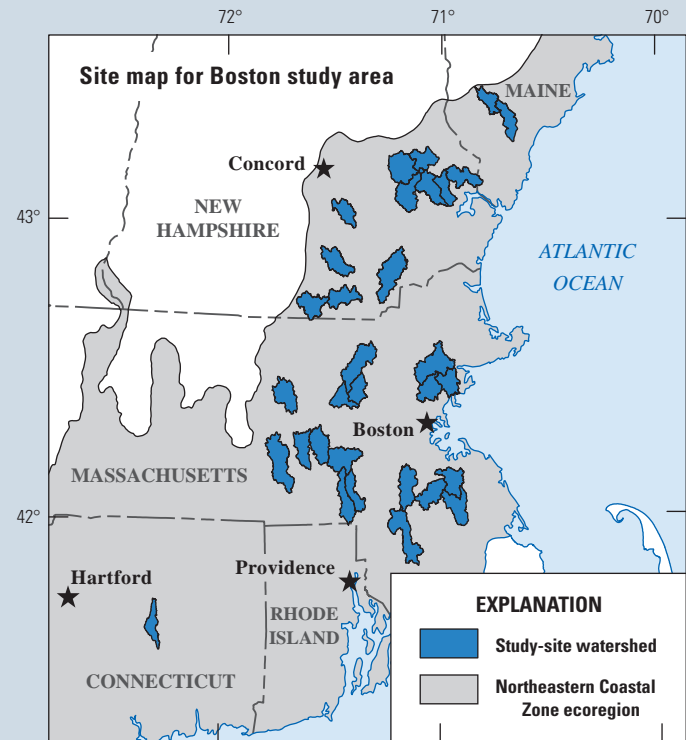 72°
71°
70°
Site map for Boston study area
MAINE
Concord
NEW
HAMPSHIRE
43°
ATLANTIC
OCEAN
Boston
MASSACHUSETTS
42°
Hartford
Providence
RHODE
ISLAND
CONNECTICUT
EXPLANATION
Study-site watershed
Northeastern Coastal
Zone ecoregion